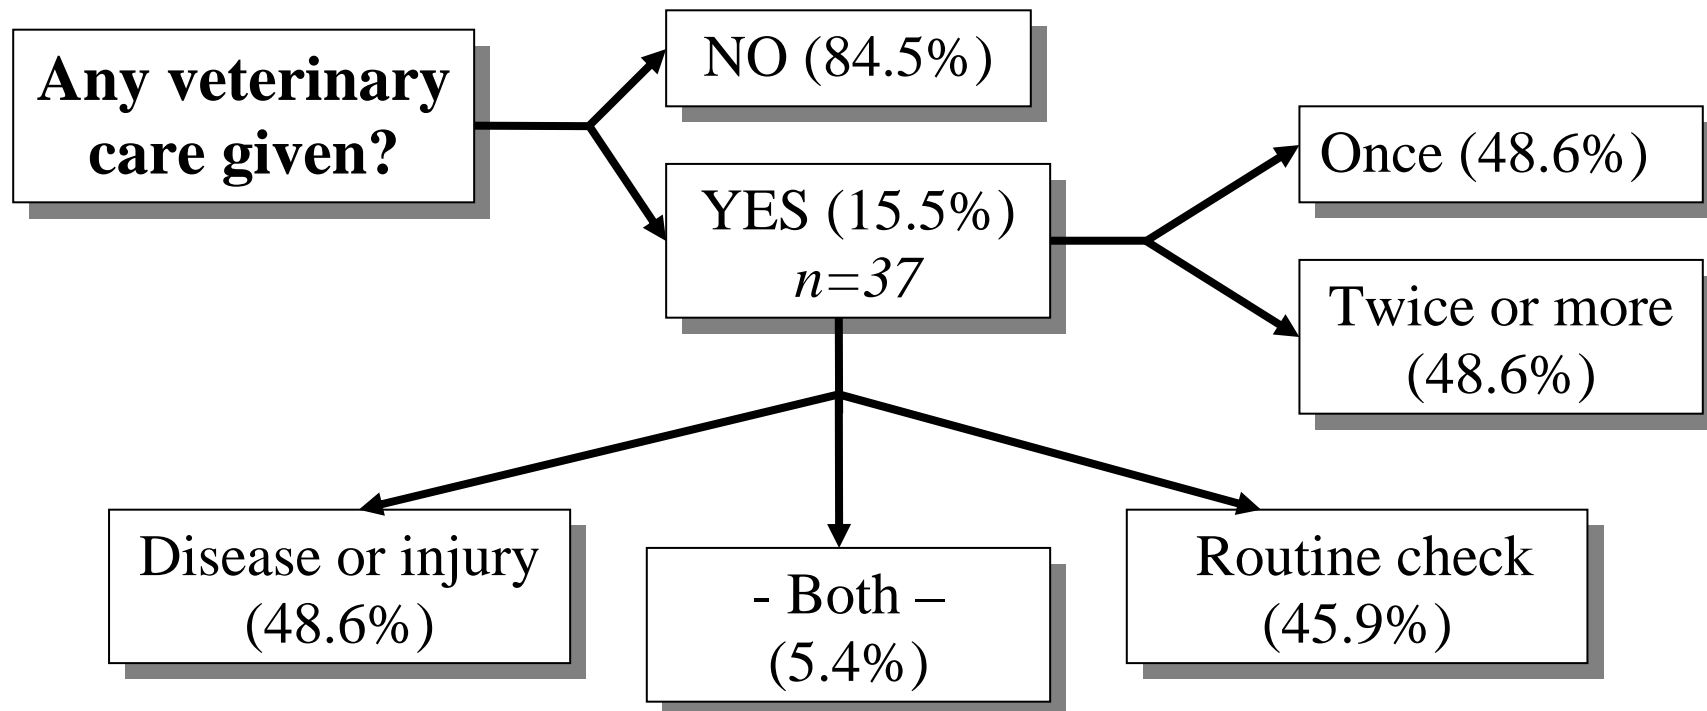 Any veterinary
care given?
NO (84.5%)
YES (15.5%)
n=37
Once (48.6%)
Twice or more
(48.6%)
Disease or injury
(48.6%)
- Both –
(5.4%)
Routine check
(45.9%)